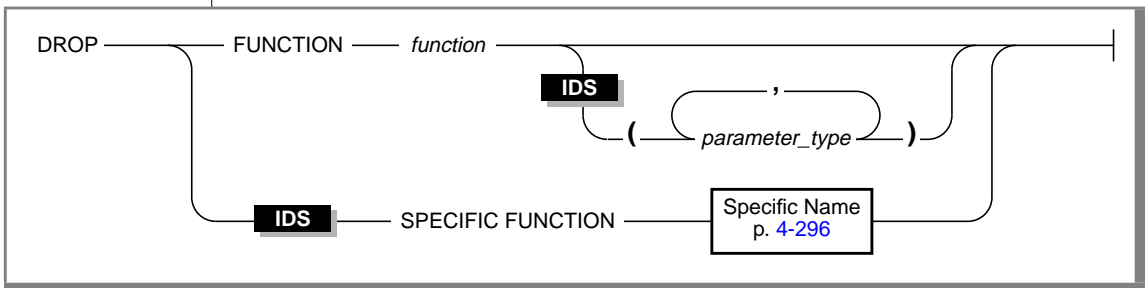 DROP FUNCTION function
IDS
,
( parameter_type )
IDS SPECIFIC FUNCTION Specific Name
p. 4-296